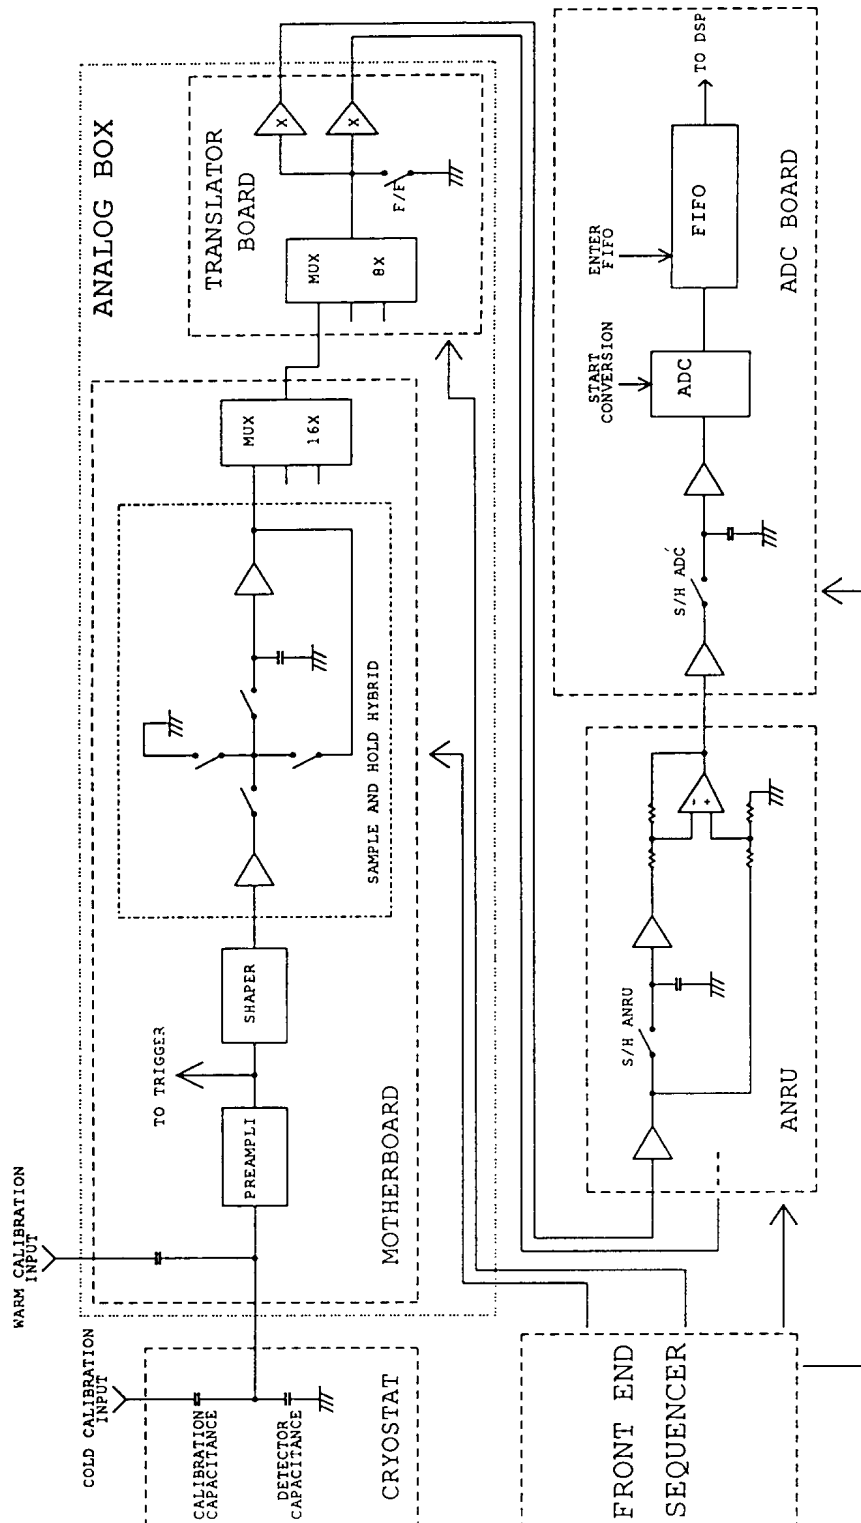 COLD CALIBRATION
INPUT
WARM CALIBRATION
INPUT
CALIBRATION
CAPACITANCE
DETECTOR
CAPACITANCE
CRYOSTAT
ANALOG BOX
MOTHERBOARD
PREAMPLI
TO TRIGGER
SHAPER
SAMPLE AND HOLD HYBRID
MUX
16X
TRANSLATOR
BOARD
MUX
8X
F/F
X
X
FRONT END
SEQUENCER
ANRU
S/H ANRU
-
+
ADC BOARD
S/H ADC
START
CONVERSION
ADC
ENTER
FIFO
FIFO
TO DSP